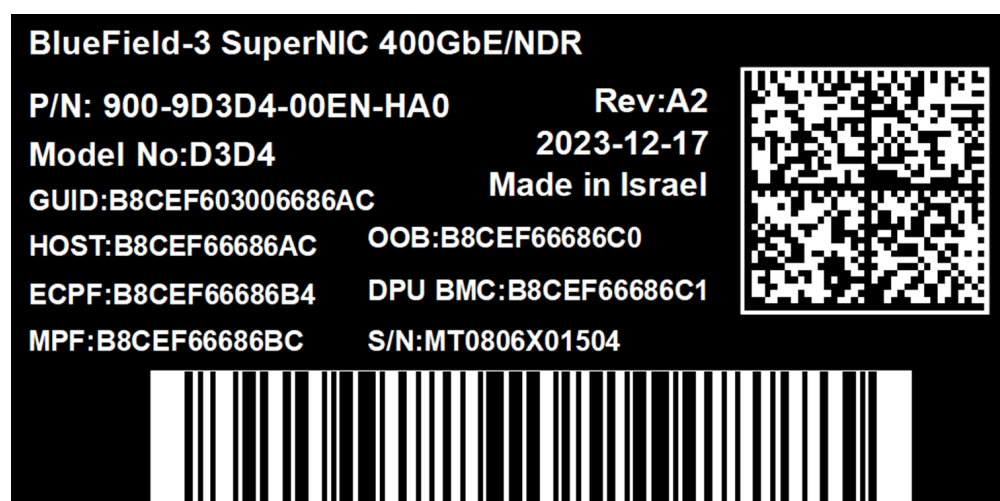 BlueField-3 SuperNIC 400GbE/NDR
P/N: 900-9D3D4-00EN-HA0
Rev:A2
Model No:D3D4
2023-12-17
GUID:B8CEF603006686AC
Made in Israel
HOST:B8CEF66686AC
OOB:B8CEF66686C0
ECPF:B8CEF66686B4
DPU BMC:B8CEF66686C1
MPF:B8CEF66686BC
S/N:MT0806X01504